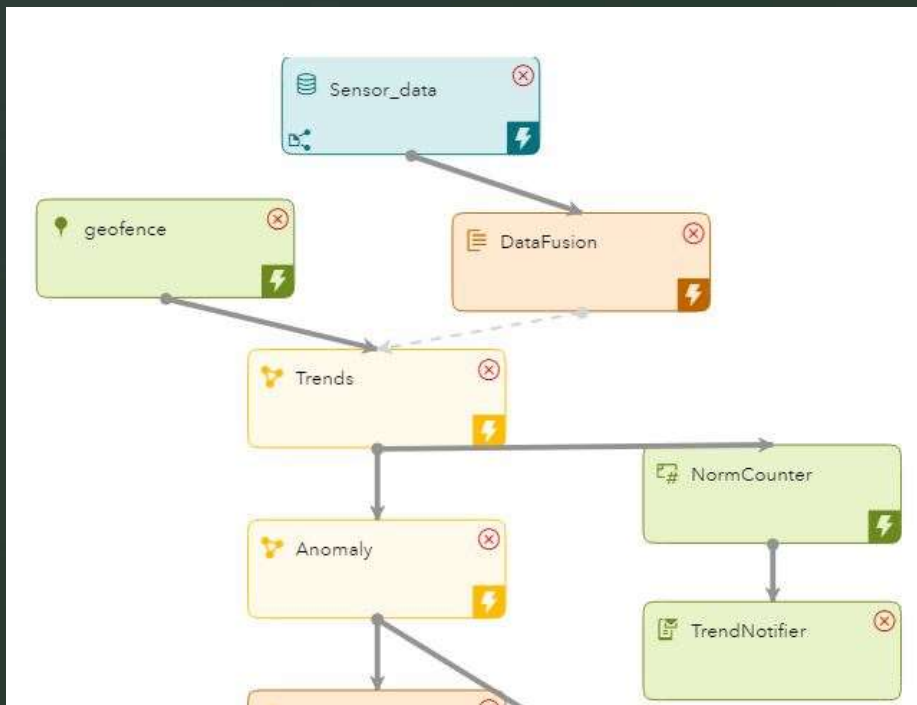 Sensor_data
geofence
DataFusion
Trends
NormCounter
Anomaly
TrendNotifier